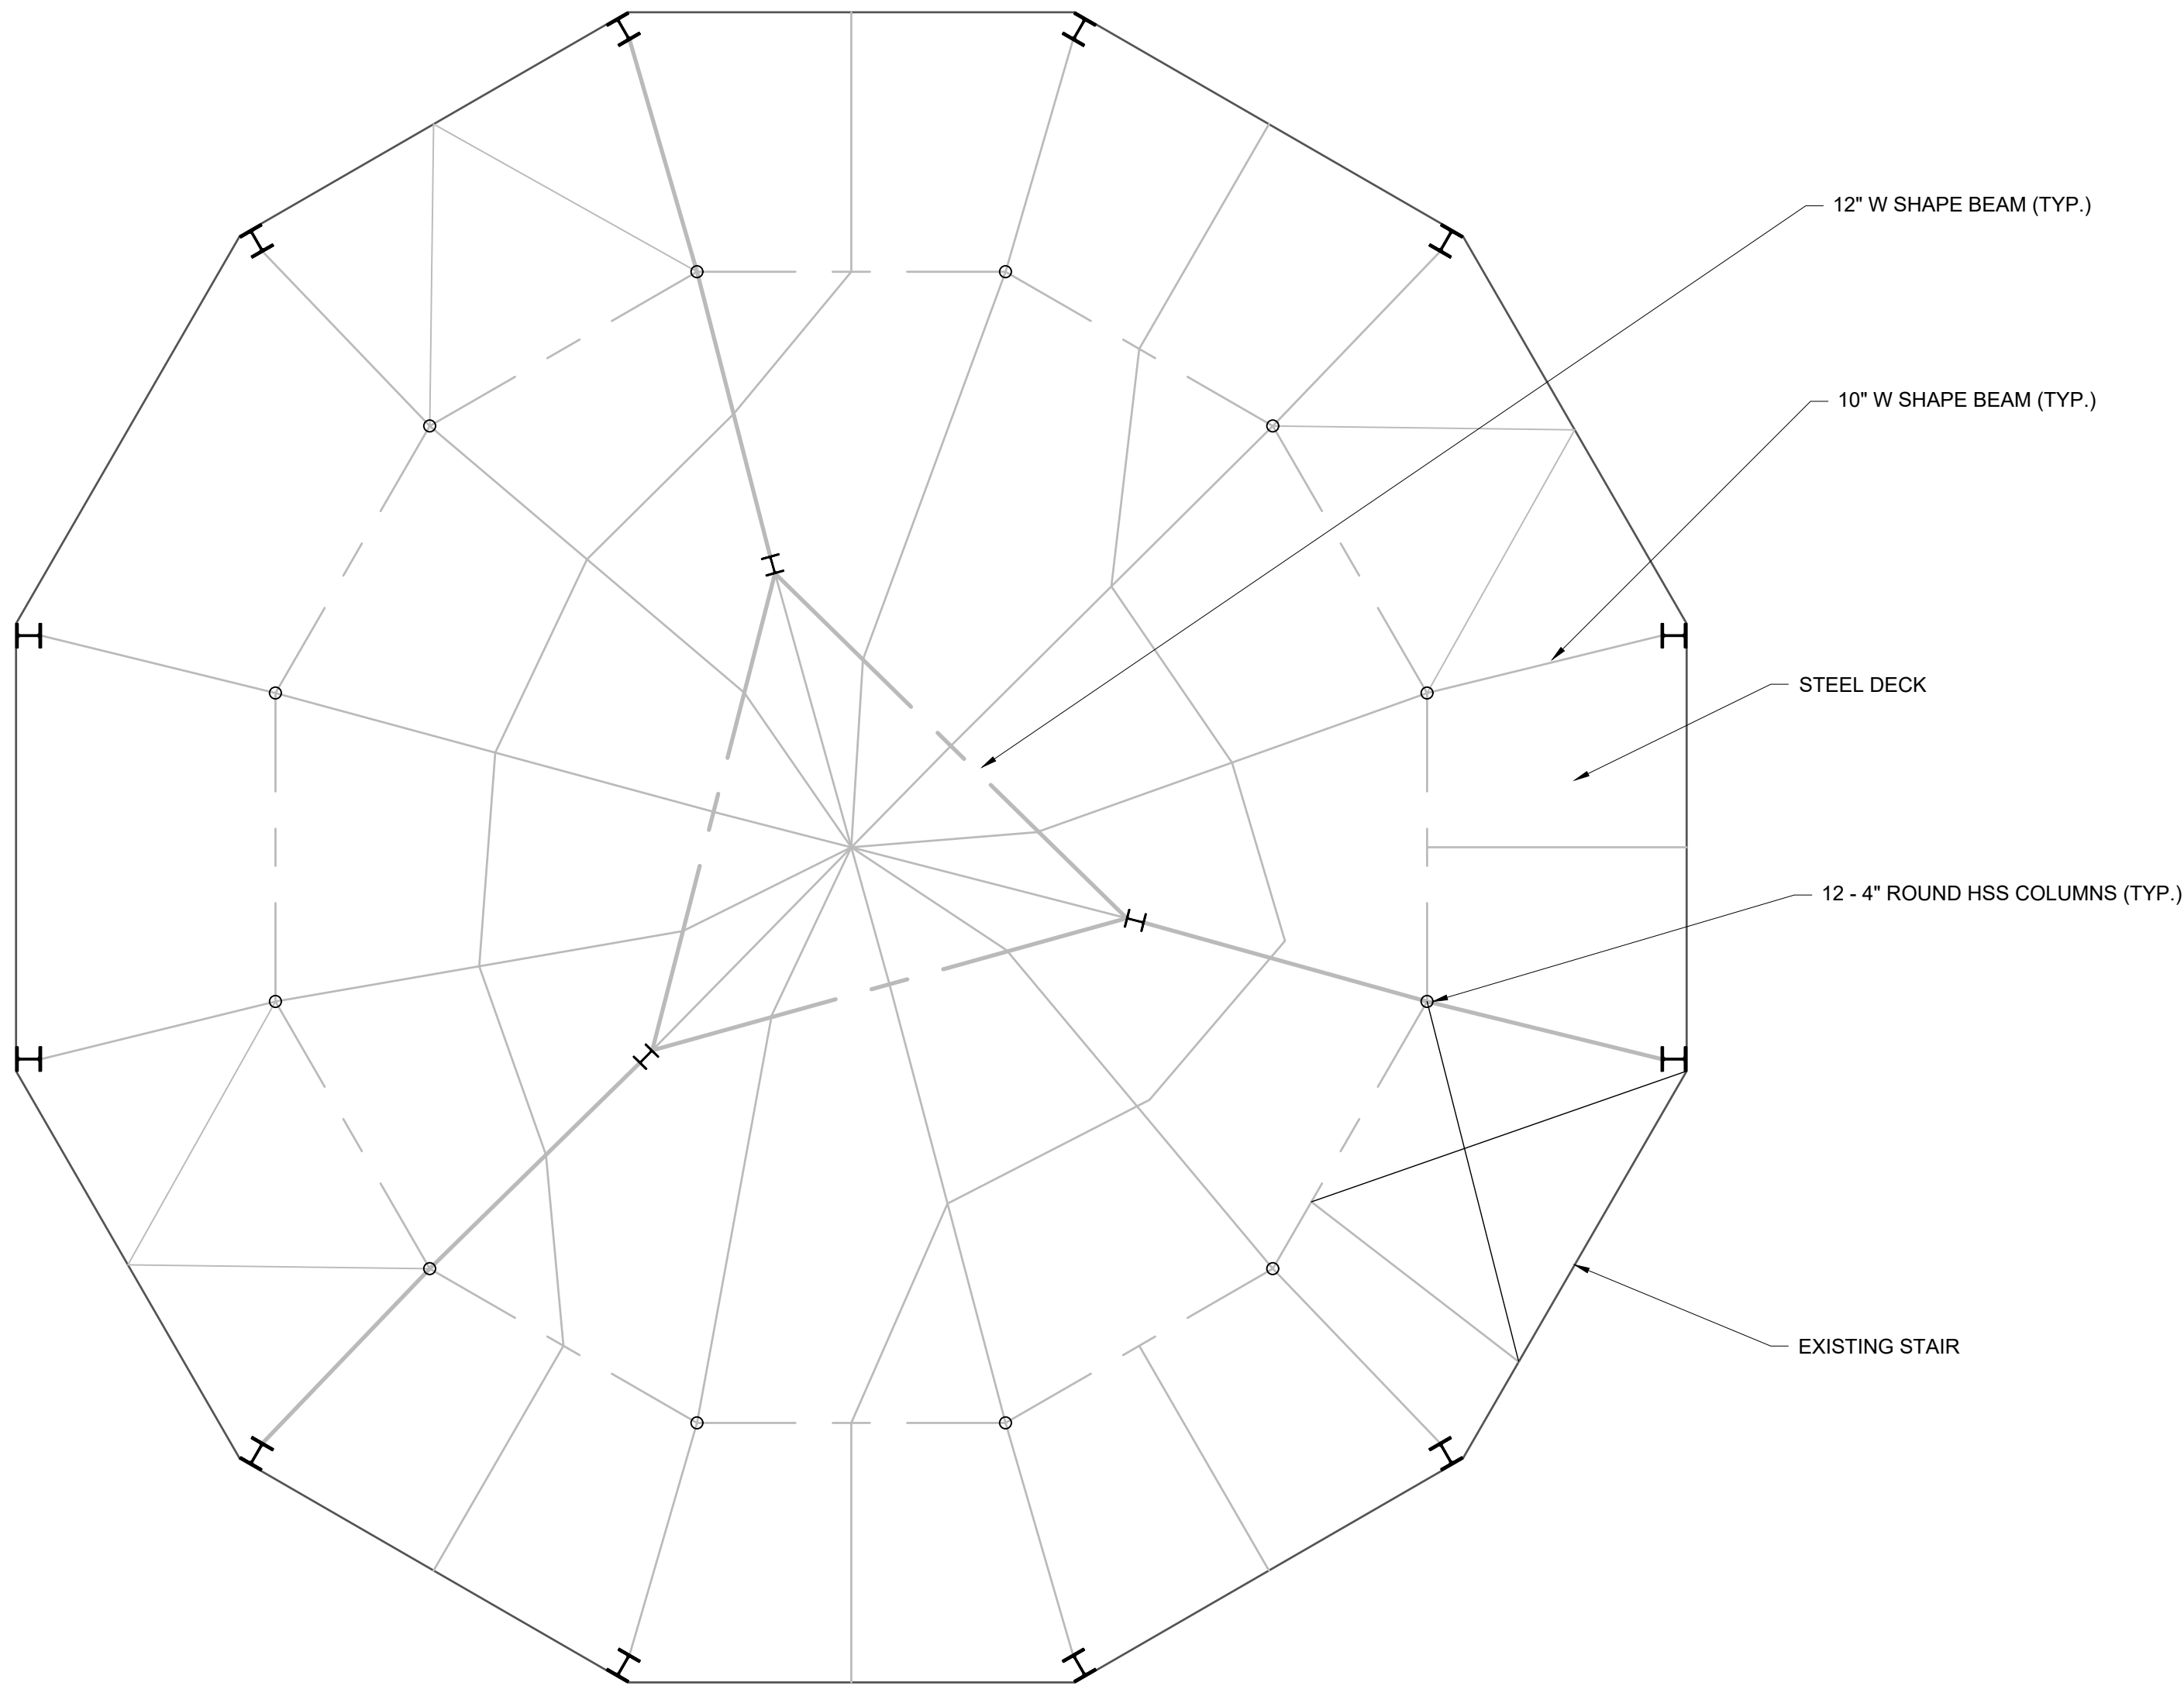 12" W SHAPE BEAM (TYP.)
10" W SHAPE BEAM (TYP.)
STEEL DECK
12 - 4" ROUND HSS COLUMNS (TYP.)
EXISTING STAIR